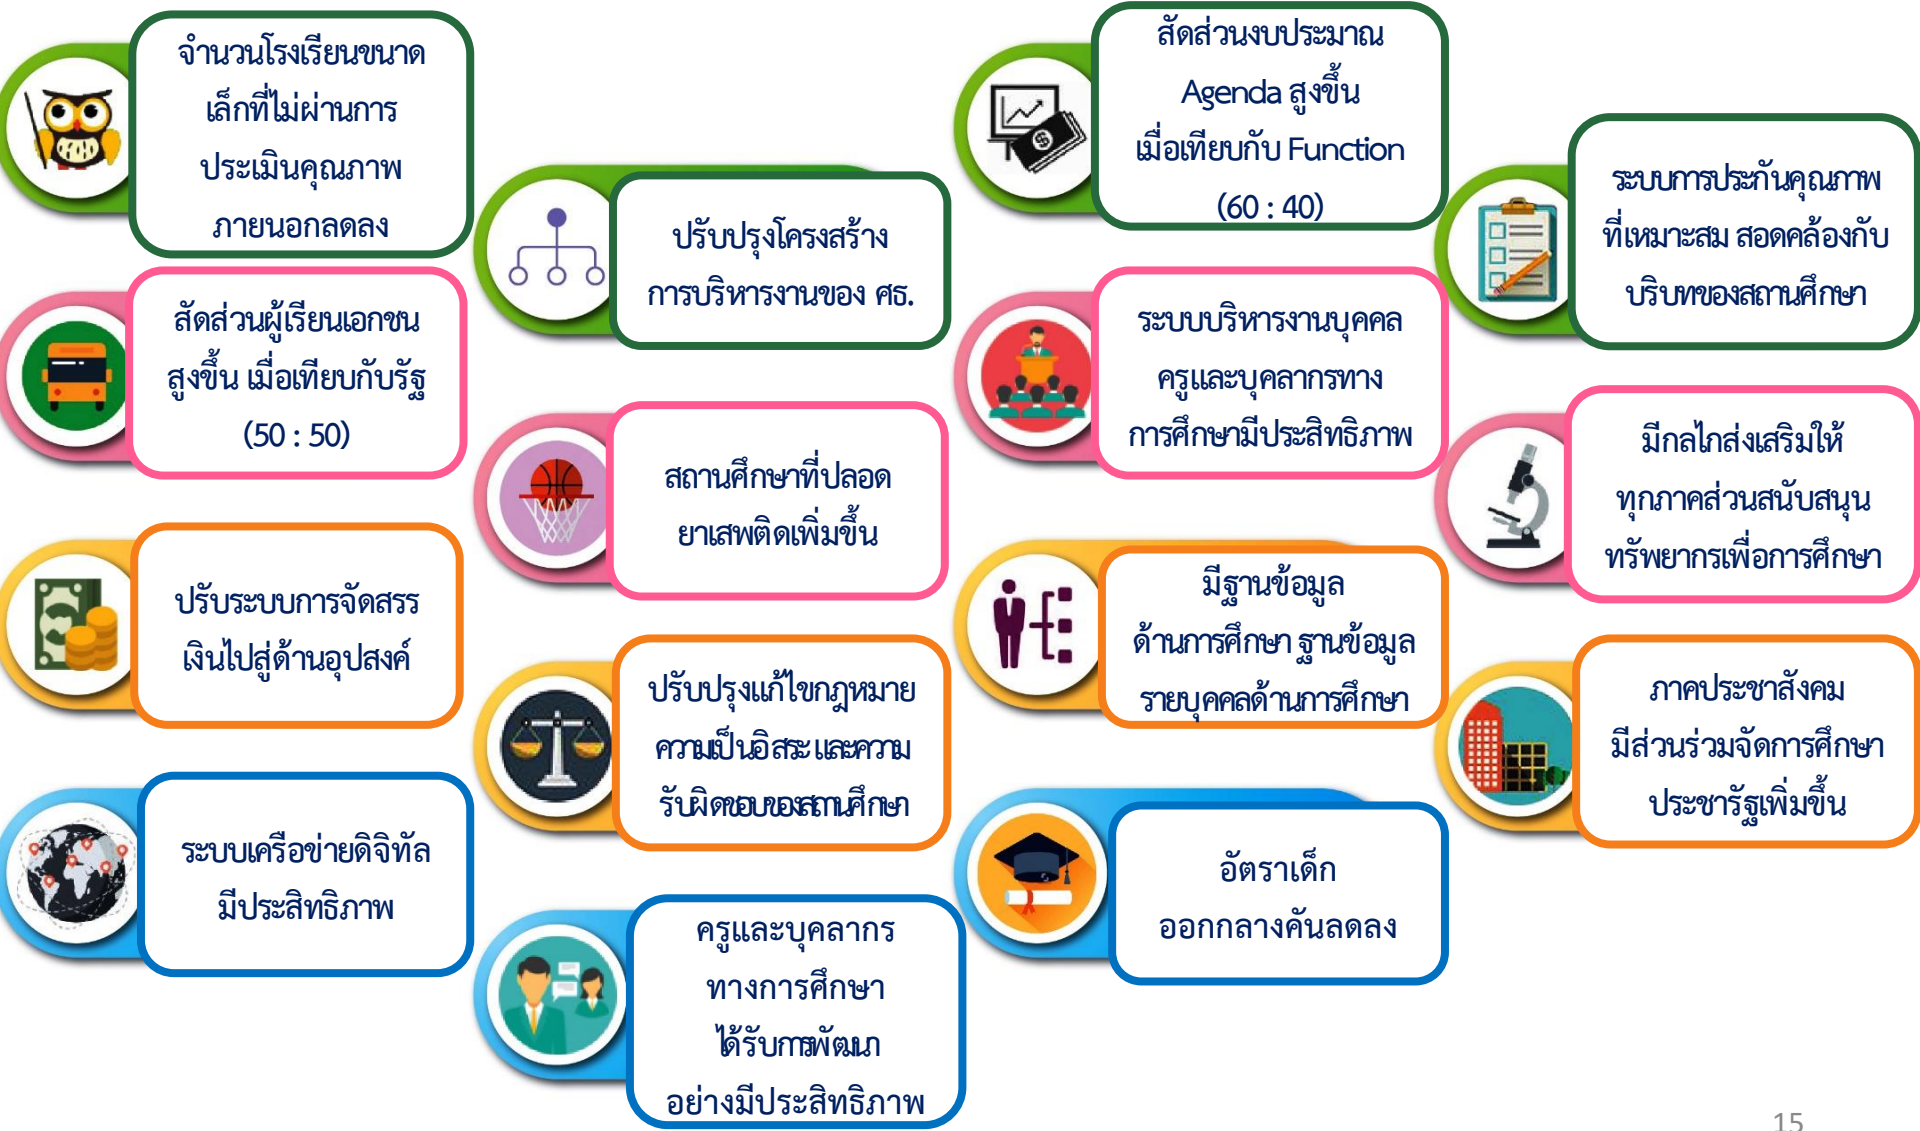 จำนวนโรงเรียนขนาด
เล็กที่ไม่ผ่านการ
ประเมินคุณภาพ
ภายนอกลดลง
สัดส่วนผู้เรียนเอกชน
สูงขึ้น เมื่อเทียบกับรัฐ
(50 : 50)
ปรับระบบการจัดสรร
เงินไปสู่ด้านอุปสงค์
ระบบเครือข่ายดิจิทัล
มีประสิทธิภาพ
ปรับปรุงโครงสร้าง
การบริหารงานของ ศธ.
สถานศึกษาที่ปลอด
ยาเสพติดเพิ่มขึ้น
ปรับปรุงแก้ไขกฎหมาย
ความเป็นอิสระ และความ
รับผิดชอบของสถานศึกษา
ครูและบุคลากร
ทางการศึกษา
ได้รับการพัฒนา
อย่างมีประสิทธิภาพ
สัดส่วนงบประมาณ
Agenda สูงขึ้น
เมื่อเทียบกับ Function
(60 : 40)
ระบบบริหารงานบุคคล
ครูและบุคลากรทาง
การศึกษามีประสิทธิภาพ
มีฐานข้อมูล
ด้านการศึกษา ฐานข้อมูล
รายบุคคลด้านการศึกษา
อัตราเด็ก
ออกกลางคันลดลง
ระบบการประกันคุณภาพ
ที่เหมาะสม สอดคล้องกับ
บริบทของสถานศึกษา
มีกลไกส่งเสริมให้
ทุกภาคส่วนสนับสนุน
ทรัพยากรเพื่อการศึกษา
ภาคประชาสังคม
มีส่วนร่วมจัดการศึกษา
ประชารัฐเพิ่มขึ้น
15